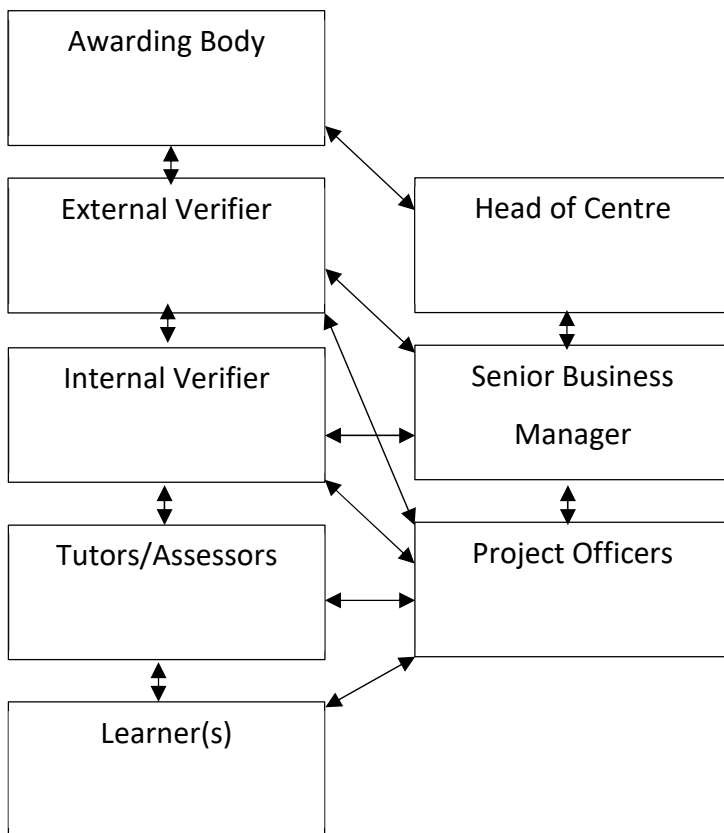 Awarding Body
External Verifier
Head of Centre
Internal Verifier
Senior Business
Manager
Tutors/Assessors
Project Officers
Learner(s)